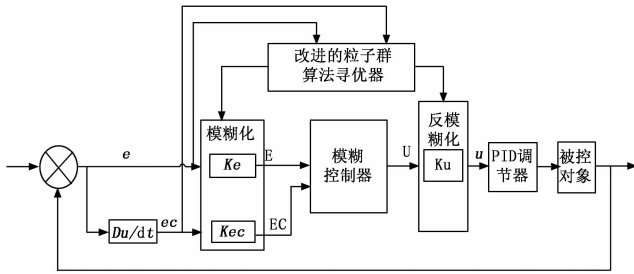 改进的粒子群
算法寻优器
模糊化
Ke
Kec
e
ec
Du/dt
E
EC
模糊
控制器
U
反模
糊化
Ku
u
PID调
节器
被控
对象